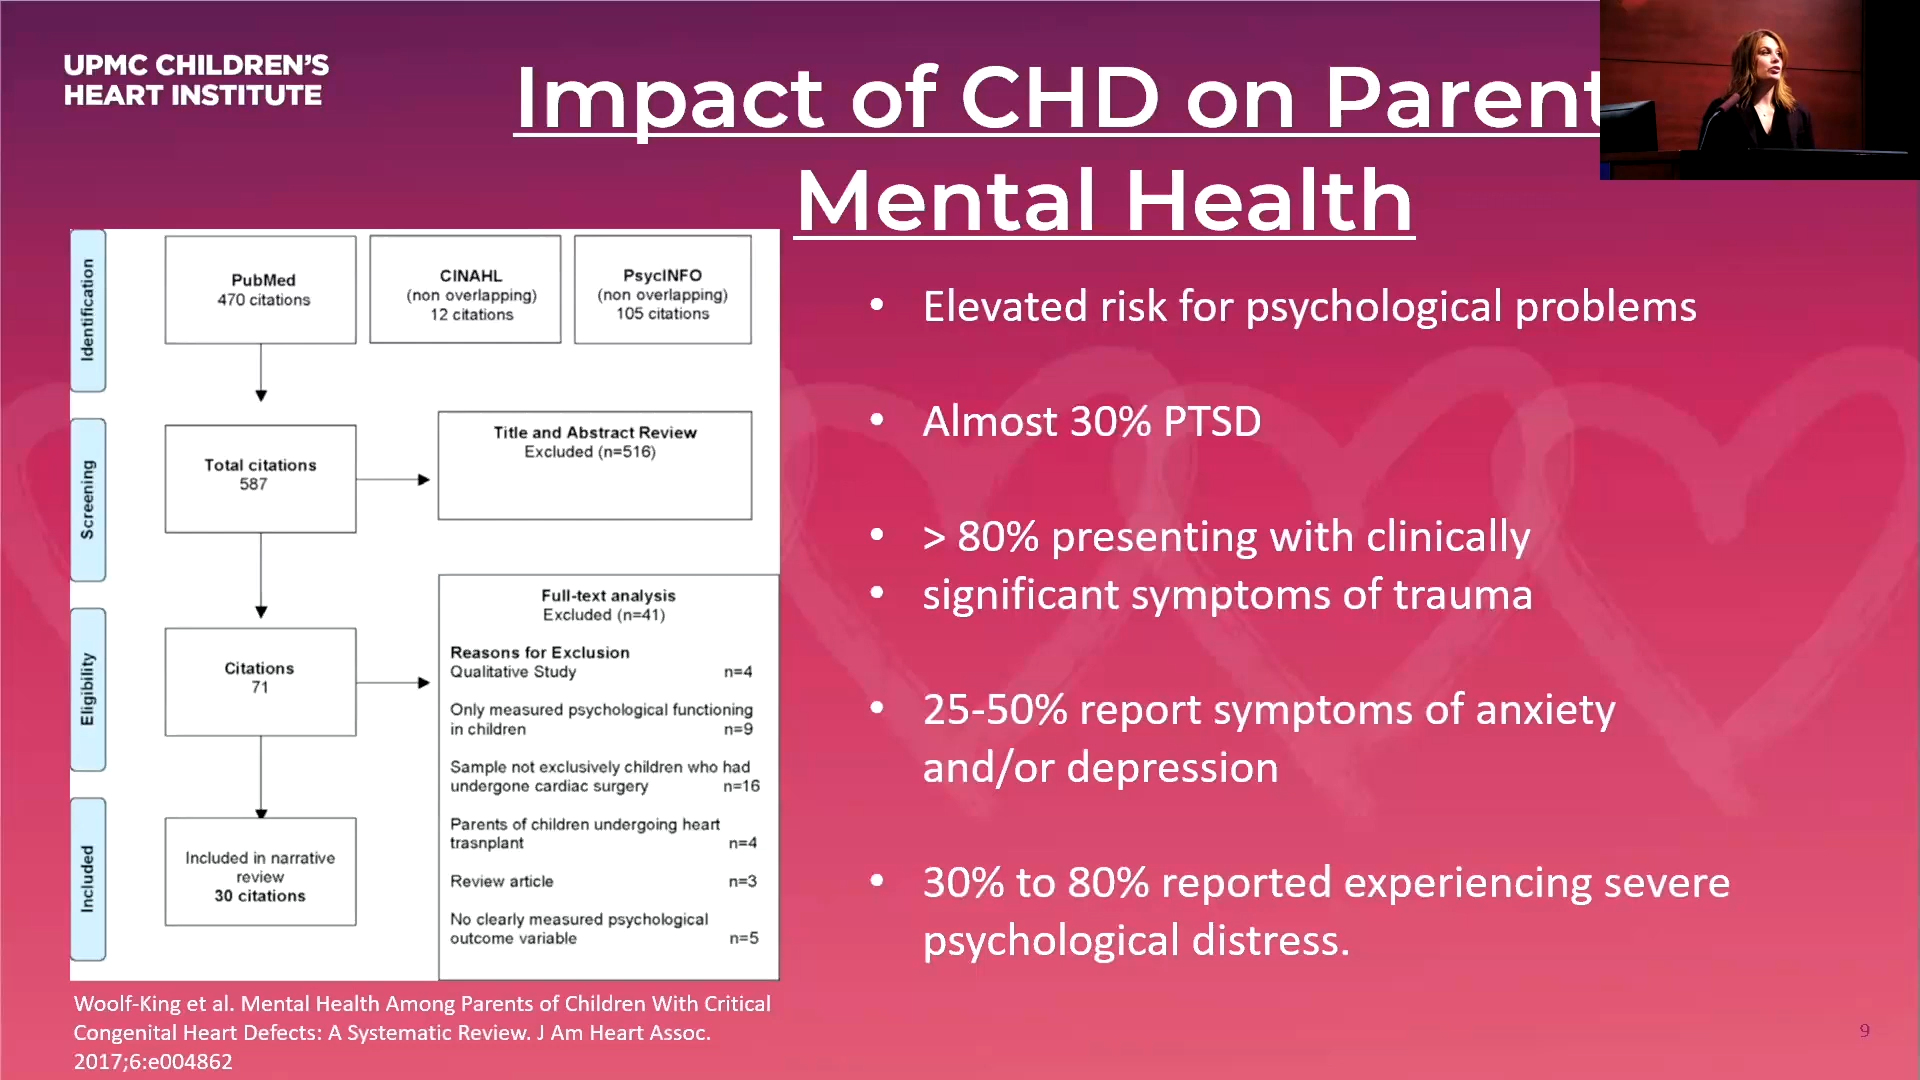 UPMC CHILDREN'S
HEART INSTITUTE
Impact of CHD on Parent
Mental Health
Identification
PubMed
470 citations
CINAHL
(non overlapping)
12 citations
PsycINFO
(non overlapping)
105 citations
Screening
Total citations
587
Title and Abstract Review
Excluded (n=516)
Eligibility
Citations
71
Full-text analysis
Excluded (n=41)
Reasons for Exclusion
Qualitative Study n=4
Only measured psychological functioning
in children n=9
Sample not exclusively children who had
undergone cardiac surgery n=16
Parents of children undergoing heart
trasnplant n=4
Review article n=3
No clearly measured psychological
outcome variable n=5
Included
Included in narrative
review
30 citations
• Elevated risk for psychological problems
• Almost 30% PTSD
• > 80% presenting with clinically
• significant symptoms of trauma
• 25-50% report symptoms of anxiety
and/or depression
• 30% to 80% reported experiencing severe
psychological distress.
Woolf-King et al. Mental Health Among Parents of Children With Critical
Congenital Heart Defects: A Systematic Review. J Am Heart Assoc.
2017;6:e004862
9